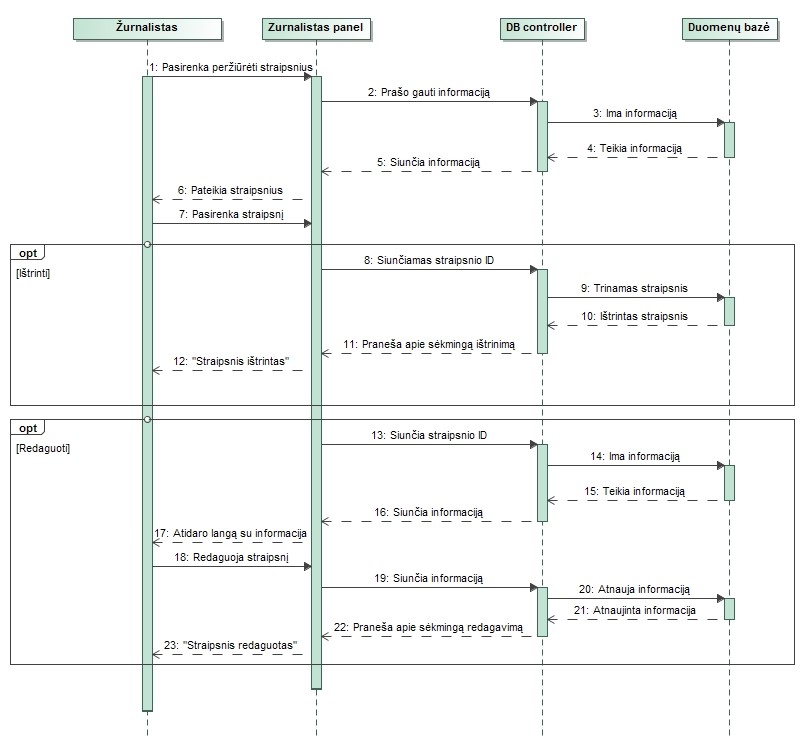 Žurnalistas
Zurnalistas panel
DB controller
Duomenų bazė
1: Pasirenka peržiūrėti straipsnius
2: Prašo gauti informaciją
3: Ima informaciją
4: Teikia informaciją
5: Siunčia informaciją
6: Pateikia straipsnius
7: Pasirenka straipsnį
opt
[Ištrinti]
8: Siunčiamas straipsnio ID
9: Trinamas straipsnis
10: Ištrintas straipsnis
11: Praneša apie sėkmingą ištrinimą
12: "Straipsnis ištrintas"
opt
[Redaguoti]
13: Siunčia straipsnio ID
14: Ima informaciją
15: Teikia informaciją
16: Siunčia informaciją
17: Atidaro langą su informacija
18: Redaguoja straipsnį
19: Siunčia informaciją
20: Atnauja informaciją
21: Atnaujinta informacija
22: Praneša apie sėkmingą redagavimą
23: "Straipsnis redaguotas"